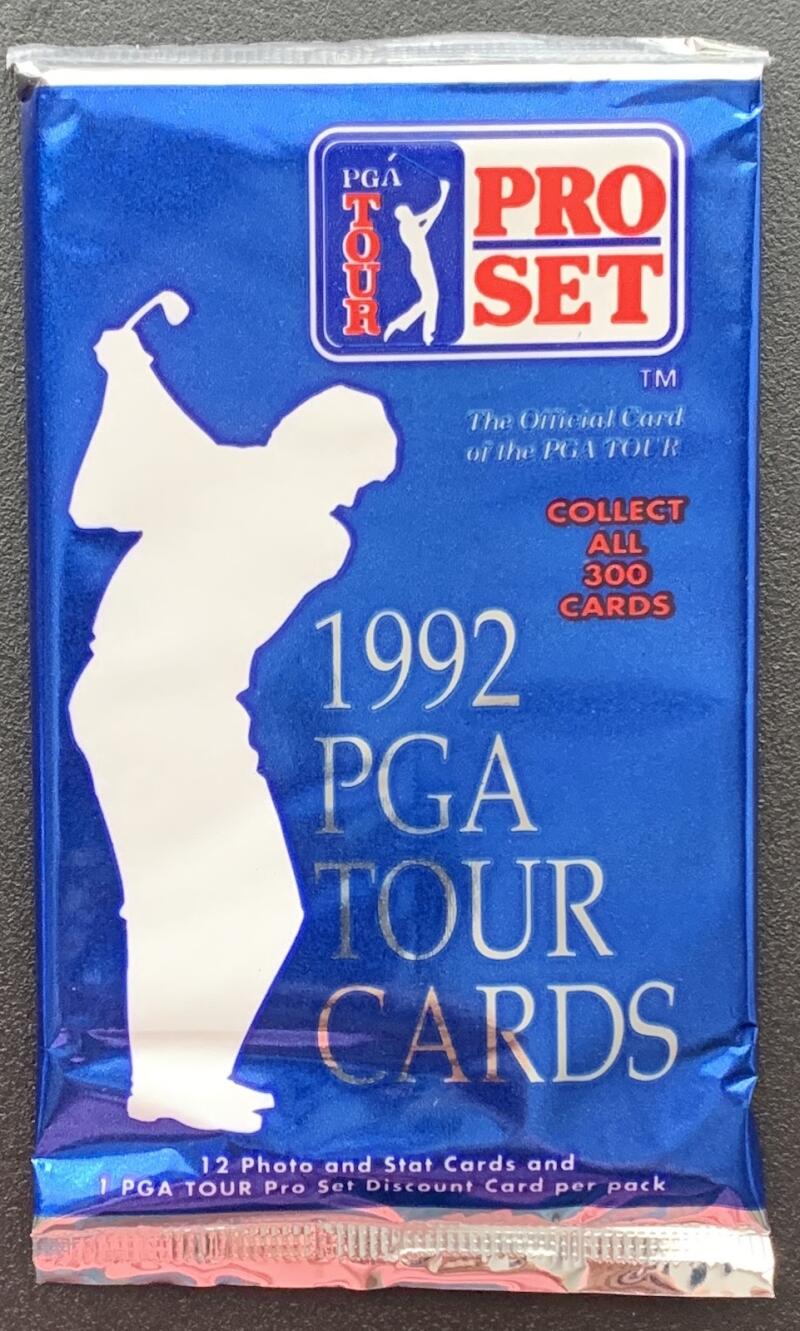 PGA
TOUR
PRO
SET
TM
The Official Card
of the PGA TOUR
COLLECT
ALL
300
CARDS
1992
PGA
TOUR
CARDS
12 Photo and Stat Cards and
1 PGA TOUR Pro Set Discount Card per pack